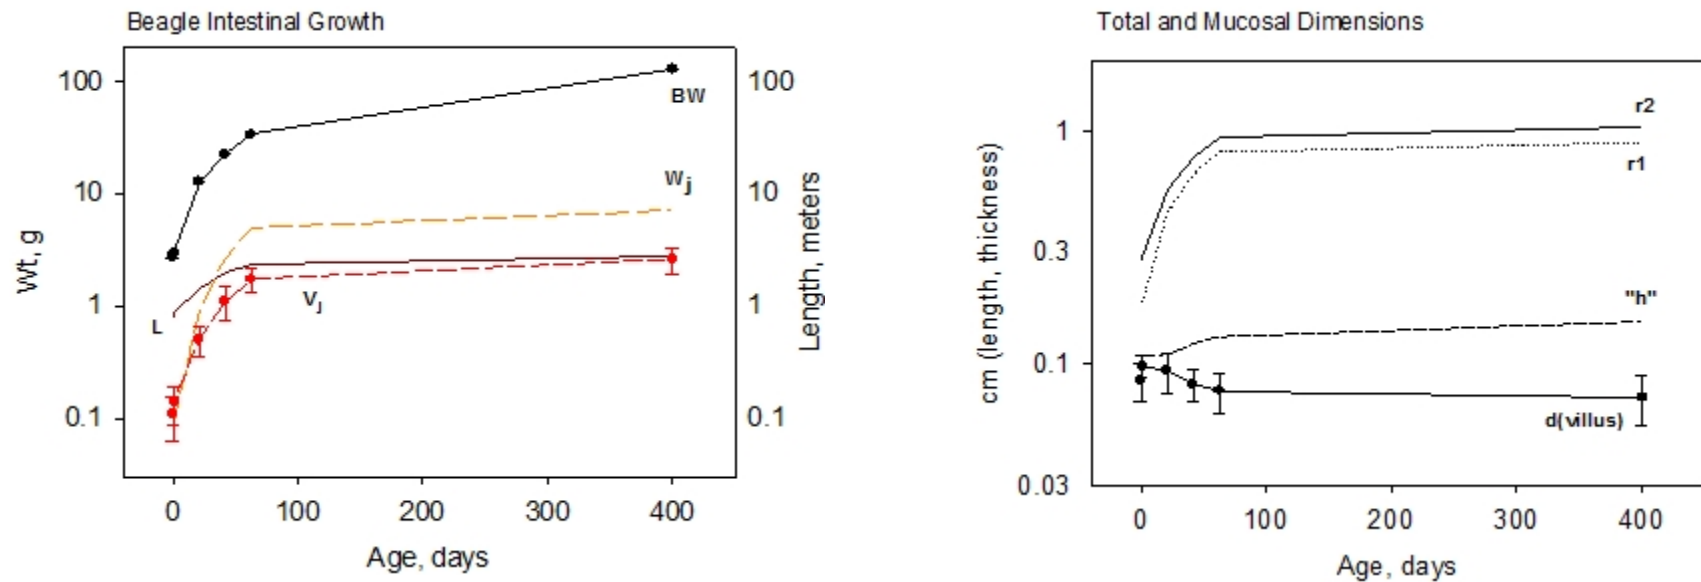 Beagle Intestinal Growth
Wt, g
100
10
1
0.1
BW
Wj
L
Vj
100
10
1
0.1
Length, meters
0
100
200
300
400
Age, days
Total and Mucosal Dimensions
cm (length, thickness)
1
0.3
0.1
0.03
r2
r1
"h"
d(villus)
0
100
200
300
400
Age, days